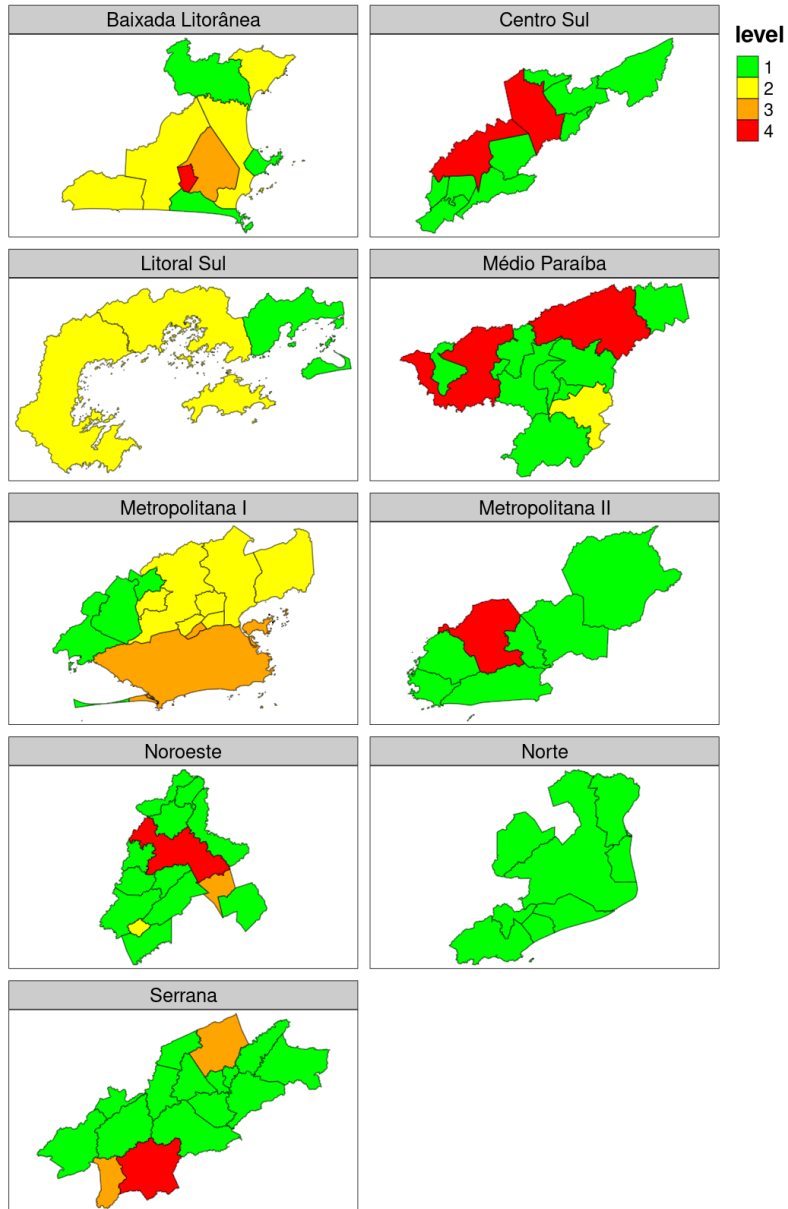 Baixada Litorânea
Centro Sul
level
1
2
3
4
Litoral Sul
Médio Paraíba
Metropolitana I
Metropolitana II
Noroeste
Norte
Serrana